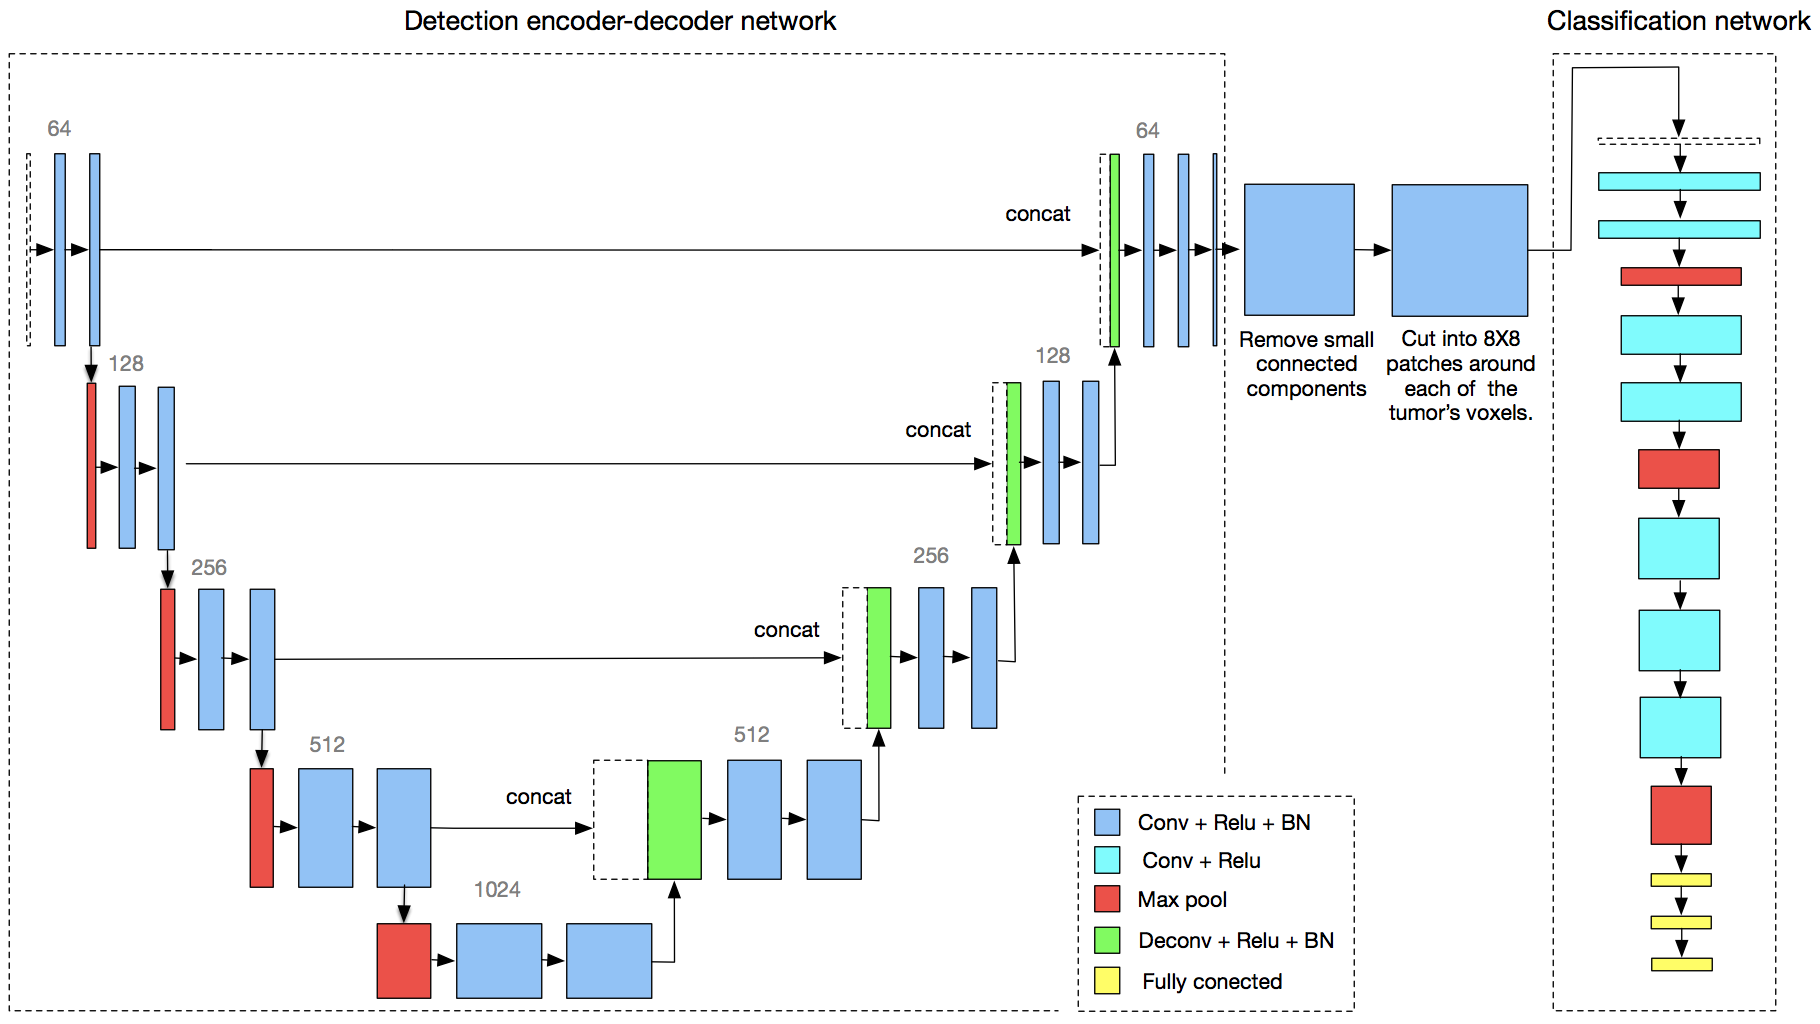 Detection encoder-decoder network
Classification network
64
64
concat
128
128
concat
Remove small
connected
components
Cut into 8X8
patches around
each of the
tumor's voxels.
256
256
concat
512
512
concat
1024
Conv + Relu + BN
Conv + Relu
Max pool
Deconv + Relu + BN
Fully conected